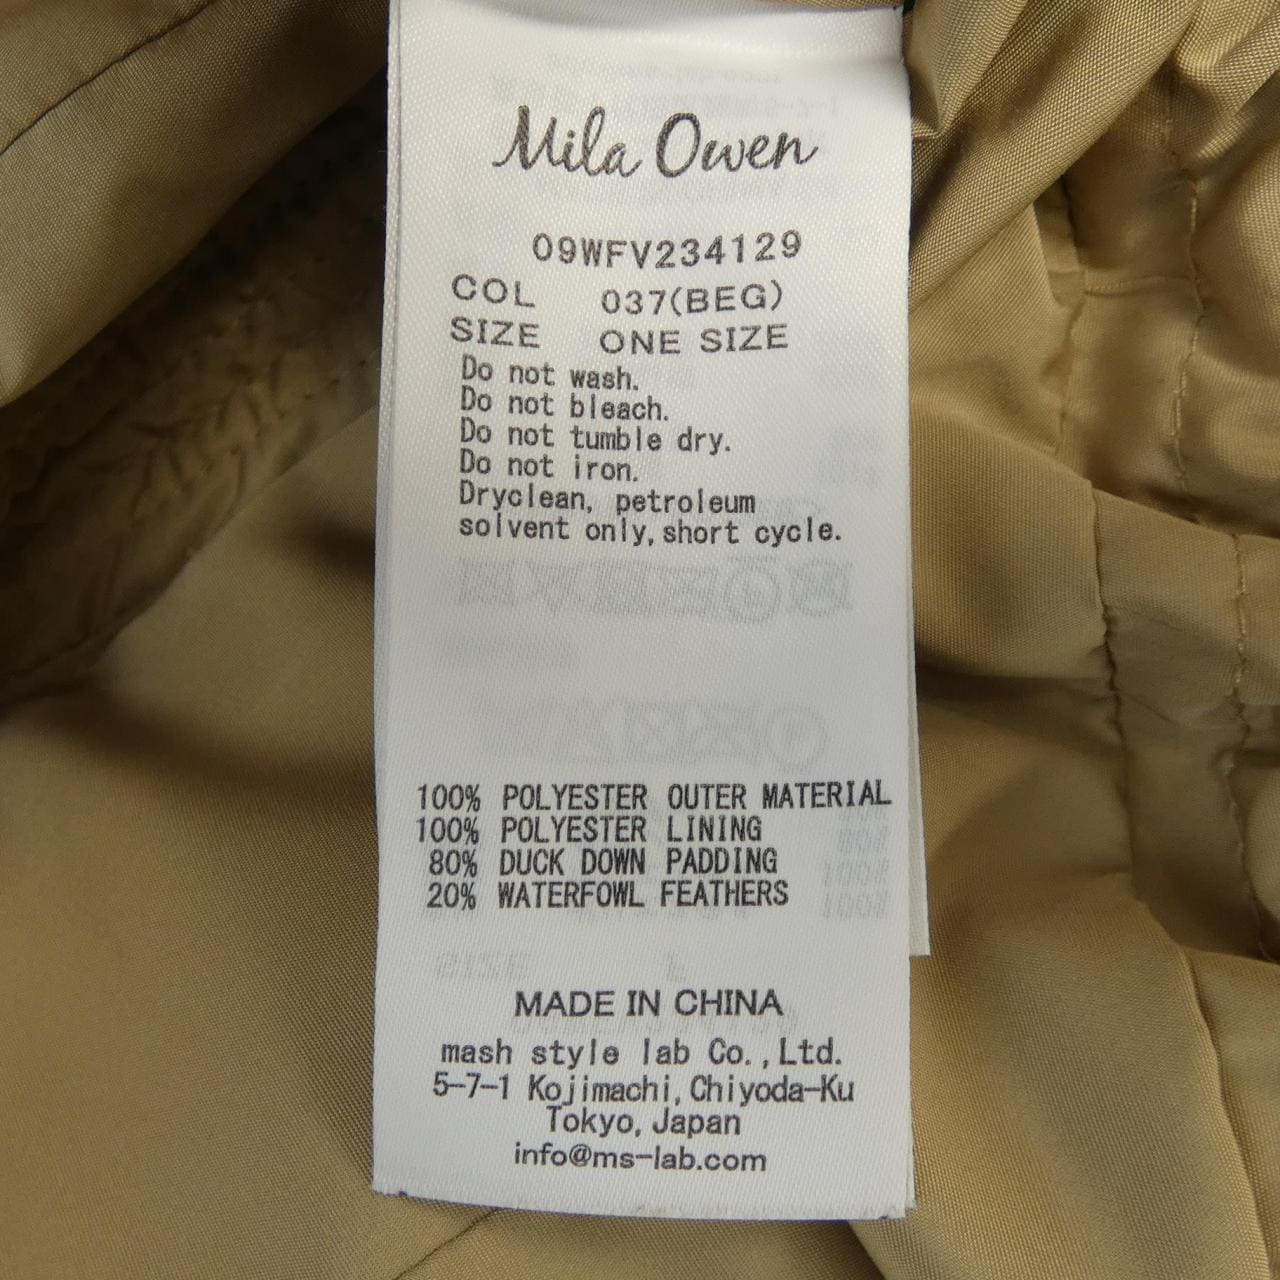 Mila Owen
09WFV234129
COL 037(BEG)
SIZE ONE SIZE
Do not wash.
Do not bleach.
Do not tumble dry.
Do not iron.
Dryclean, petroleum
solvent only, short cycle.
100% POLYESTER OUTER MATERIAL
100% POLYESTER LINING
80% DUCK DOWN PADDING
20% WATERFOWL FEATHERS
MADE IN CHINA
mash style lab Co.,Ltd.
5-7-1 Kojimachi, Chiyoda-Ku
Tokyo, Japan
info@ms-lab.com